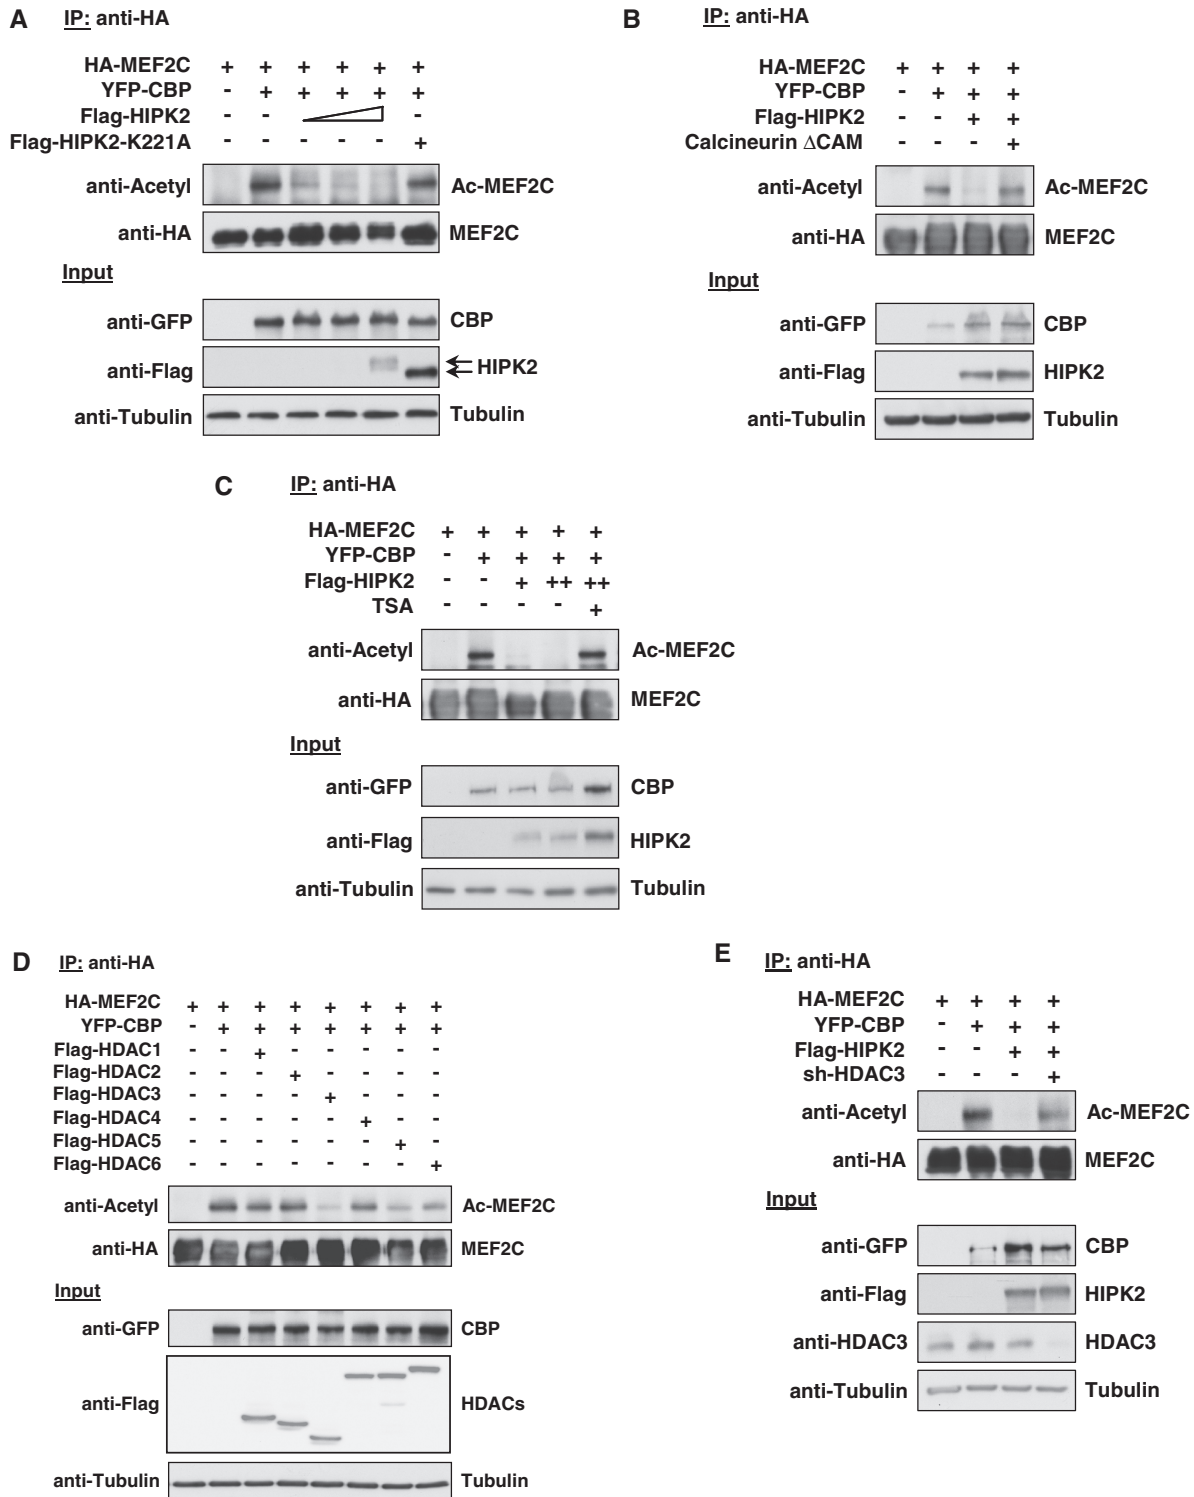 A IP: anti-HA
HA-MEF2C + + + + + +
YFP-CBP - + + + + +
Flag-HIPK2 - - -
Flag-HIPK2-K221A - - - - - +
anti-Acetyl Ac-MEF2C
anti-HA MEF2C
Input
anti-GFP CBP
anti-Flag HIPK2
anti-Tubulin Tubulin
B IP: anti-HA
HA-MEF2C + + + +
YFP-CBP - + + +
Flag-HIPK2 - - + +
Calcineurin ΔCAM - - - +
anti-Acetyl Ac-MEF2C
anti-HA MEF2C
Input
anti-GFP CBP
anti-Flag HIPK2
anti-Tubulin Tubulin
C IP: anti-HA
HA-MEF2C + + + + +
YFP-CBP - + + + +
Flag-HIPK2 - - + ++ ++
TSA - - - - +
anti-Acetyl Ac-MEF2C
anti-HA MEF2C
Input
anti-GFP CBP
anti-Flag HIPK2
anti-Tubulin Tubulin
D IP: anti-HA
HA-MEF2C + + + + + + + +
YFP-CBP - + + + + + + +
Flag-HDAC1 - - + - - - - -
Flag-HDAC2 - - - + - - - -
Flag-HDAC3 - - - - + - - -
Flag-HDAC4 - - - - - + - -
Flag-HDAC5 - - - - - - + -
Flag-HDAC6 - - - - - - - +
anti-Acetyl Ac-MEF2C
anti-HA MEF2C
Input
anti-GFP CBP
anti-Flag HDACs
anti-Tubulin Tubulin
E IP: anti-HA
HA-MEF2C + + + +
YFP-CBP - + + +
Flag-HIPK2 - - + +
sh-HDAC3 - - - +
anti-Acetyl Ac-MEF2C
anti-HA MEF2C
Input
anti-GFP CBP
anti-Flag HIPK2
anti-HDAC3 HDAC3
anti-Tubulin Tubulin